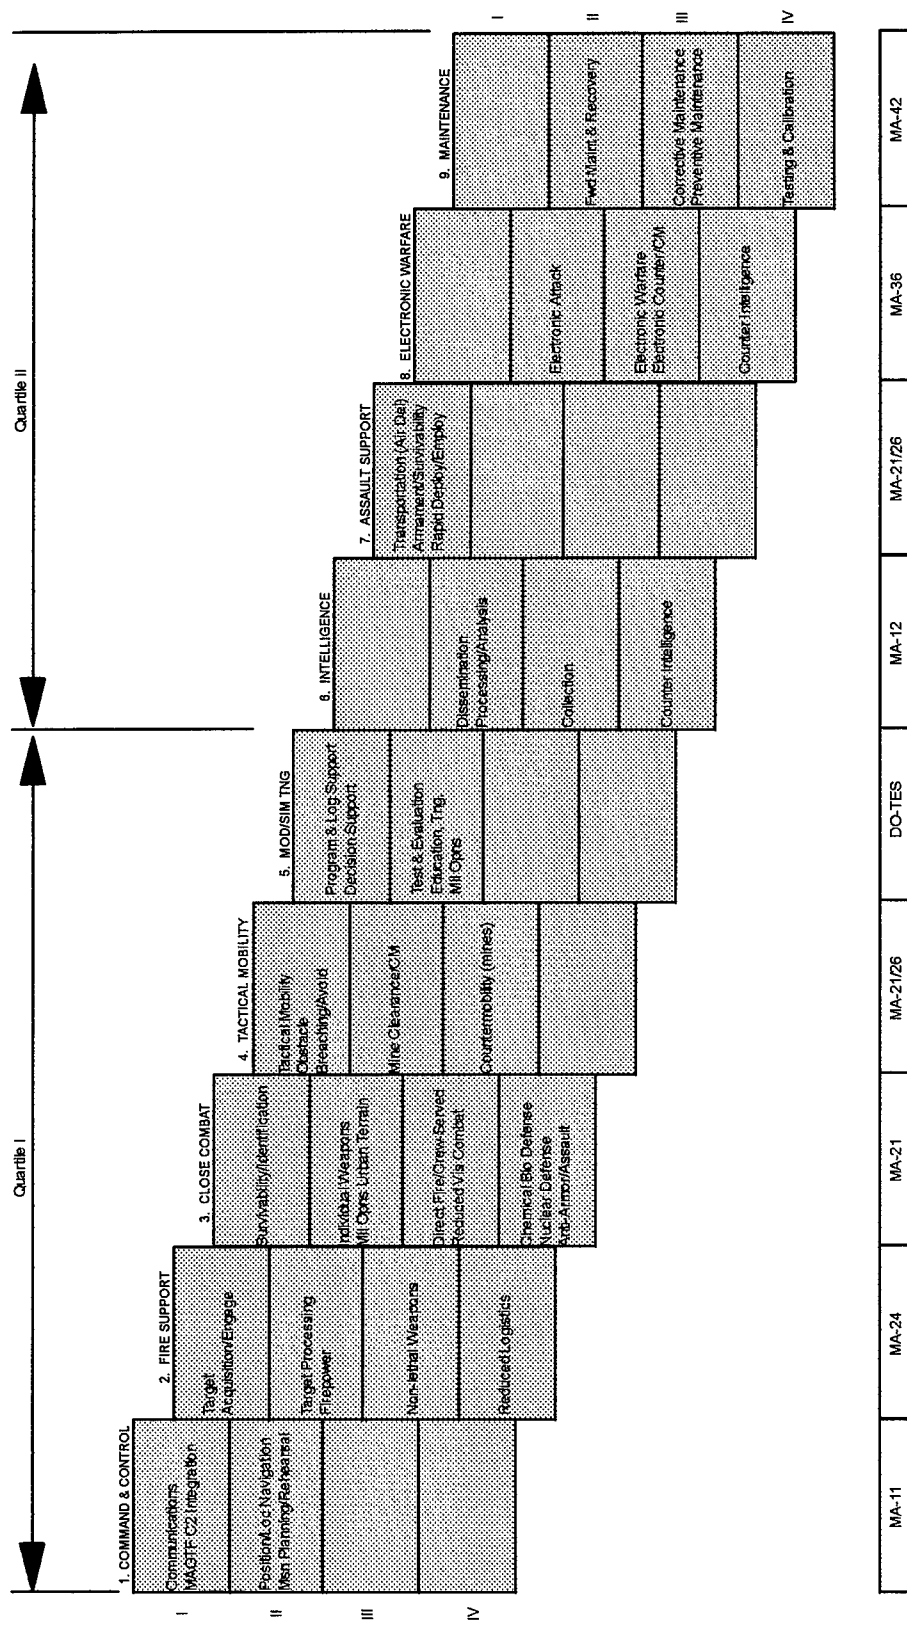 Quartile I
Quartile II
1. COMMAND & CONTROL
Communications
MAGTF C2 Integration
Position/Loc Navigation
Msn Planning/Rehearsal
2. FIRE SUPPORT
Target
Acquisition/Engage
Target Processing
Firepower
Non-lethal Weapons
Reduced Logistics
3. CLOSE COMBAT
Survivability/Identification
Individual Weapons
Mil Opns Urban Terrain
Direct Fire/Crew-Served
Reduced Vis Combat
Chemical Bio Defense
Nuclear Defense
Anti-Armor/Assault
4. TACTICAL MOBILITY
Tactical Mobility
Obstacle
Breaching/Avoid
Mine Clearance/CM
Countermobility (mines)
5. MOD/SIM TNG
Program & Log Support
Decision Support
Test & Evaluation
Education, Tng,
Mil Opns
6. INTELLIGENCE
Dissemination
Processing/Analysis
Collection
Counter Intelligence
7. ASSAULT SUPPORT
Transportation (Air Del)
Armament/Survivability
Rapid Deploy/Employ
8. ELECTRONIC WARFARE
Electronic Attack
Electronic Warfare
Electronic Counter/CM
Counter Intelligence
9. MAINTENANCE
Fwd Maint & Recovery
Corrective Maintenance
Preventive Maintenance
Testing & Calibration
I
II
III
IV
I
II
III
IV
MA-11
MA-24
MA-21
MA-21/26
DO-TES
MA-12
MA-21/26
MA-36
MA-42